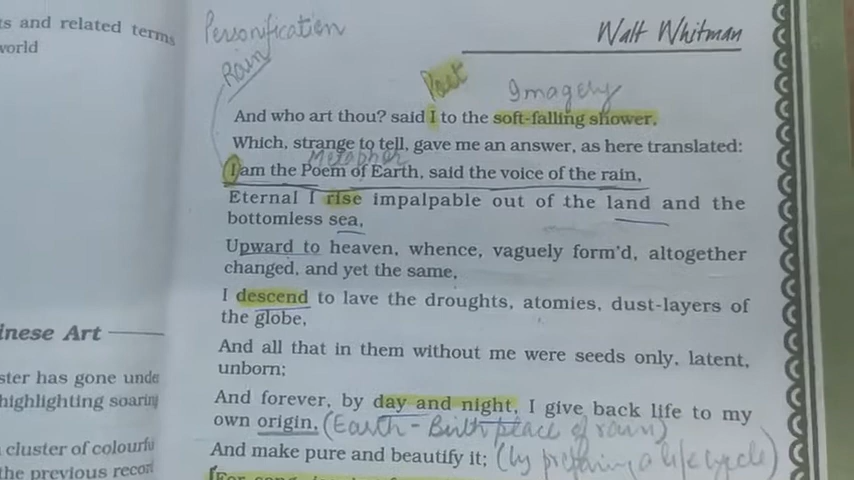 ts and related terms
world
Personification
Walt Whitman
Rain
Poet
Imagery
And who art thou? said I to the soft-falling shower,
Which, strange to tell, gave me an answer, as here translated:
Metaphor
I am the Poem of Earth, said the voice of the rain,
Eternal I rise impalpable out of the land and the
bottomless sea,
Upward to heaven, whence, vaguely form'd, altogether
changed, and yet the same,
I descend to lave the droughts, atomies, dust-layers of
the globe,
And all that in them without me were seeds only, latent,
unborn;
And forever, by day and night, I give back life to my
own origin, (Earth - Birthplace of rain)
And make pure and beautify it; (by preparing a life cycle)
inese Art
ster has gone unde
highlighting soaring
cluster of colourfu
the previous record
(For song,